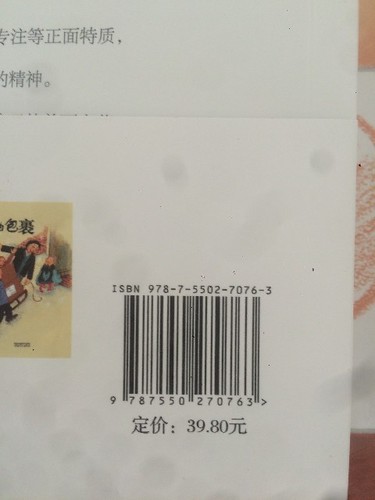 专注等正面特质，
的精神。
包裹
ISBN 978-7-5502-7076-3
9 787550 270763 >
定价：39.80元